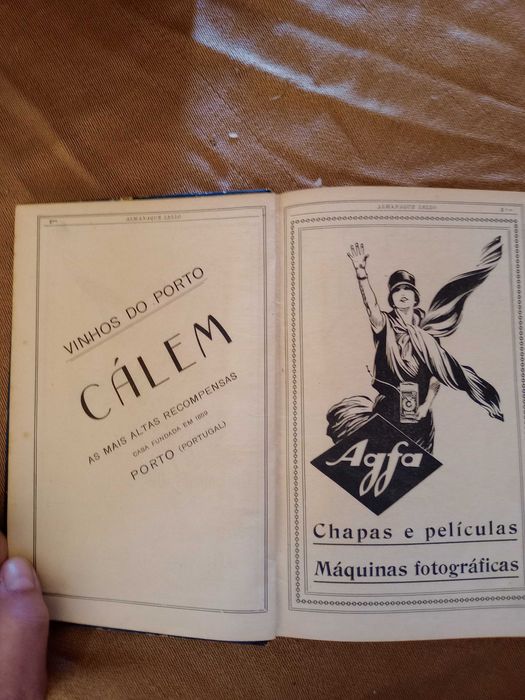 ALMANAQUE LELLO
VINHOS DO PORTO
CÁLEM
AS MAIS ALTAS RECOMPENSAS
CASA FUNDADA EM 1859
PORTO (PORTUGAL)
ALMANAQUE LELLO
Agfa
Chapas e películas
Máquinas fotográficas